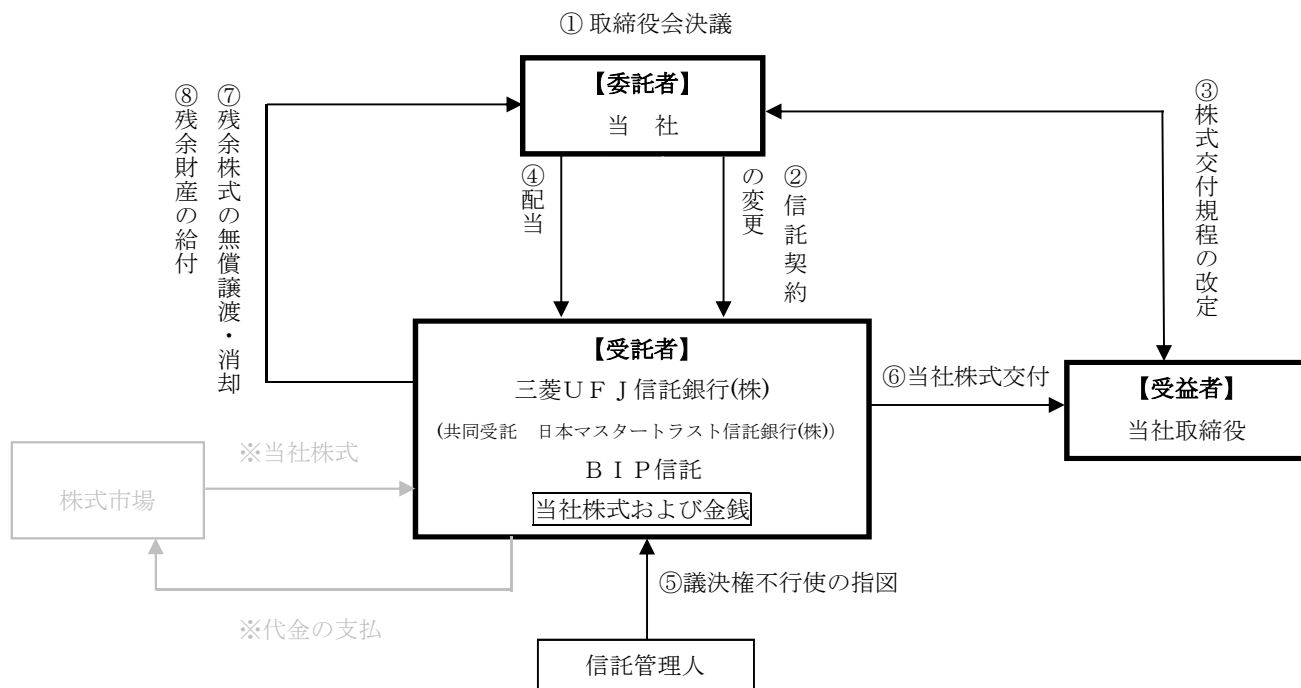 ① 取締役会決議
【委託者】
当　社
⑧残余財産の給付
⑦残余株式の無償譲渡・消却
④配当
②信託契約
の変更
③株式交付規程の改定
【受託者】
三菱ＵＦＪ信託銀行(株)
(共同受託　日本マスタートラスト信託銀行(株))
ＢＩＰ信託
当社株式および金銭
⑥当社株式交付
【受益者】
当社取締役
※当社株式
株式市場
※代金の支払
⑤議決権不行使の指図
信託管理人